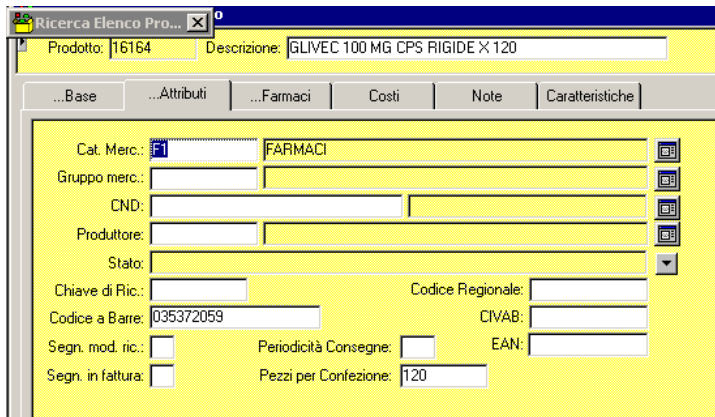 Ricerca Elenco Pro...
Prodotto: 16164 Descrizione: GLIVEC 100 MG CPS RIGIDE X 120
...Base ...Attributi ...Farmaci Costi Note Caratteristiche
Cat. Merc.: F1 FARMACI
Gruppo merc.:
CND:
Produttore:
Stato:
Chiave di Ric.: Codice Regionale:
Codice a Barre: 035372059 CIVAB:
Segn. mod. ric.: Periodicità Consegne: EAN:
Segn. in fattura: Pezzi per Confezione: 120